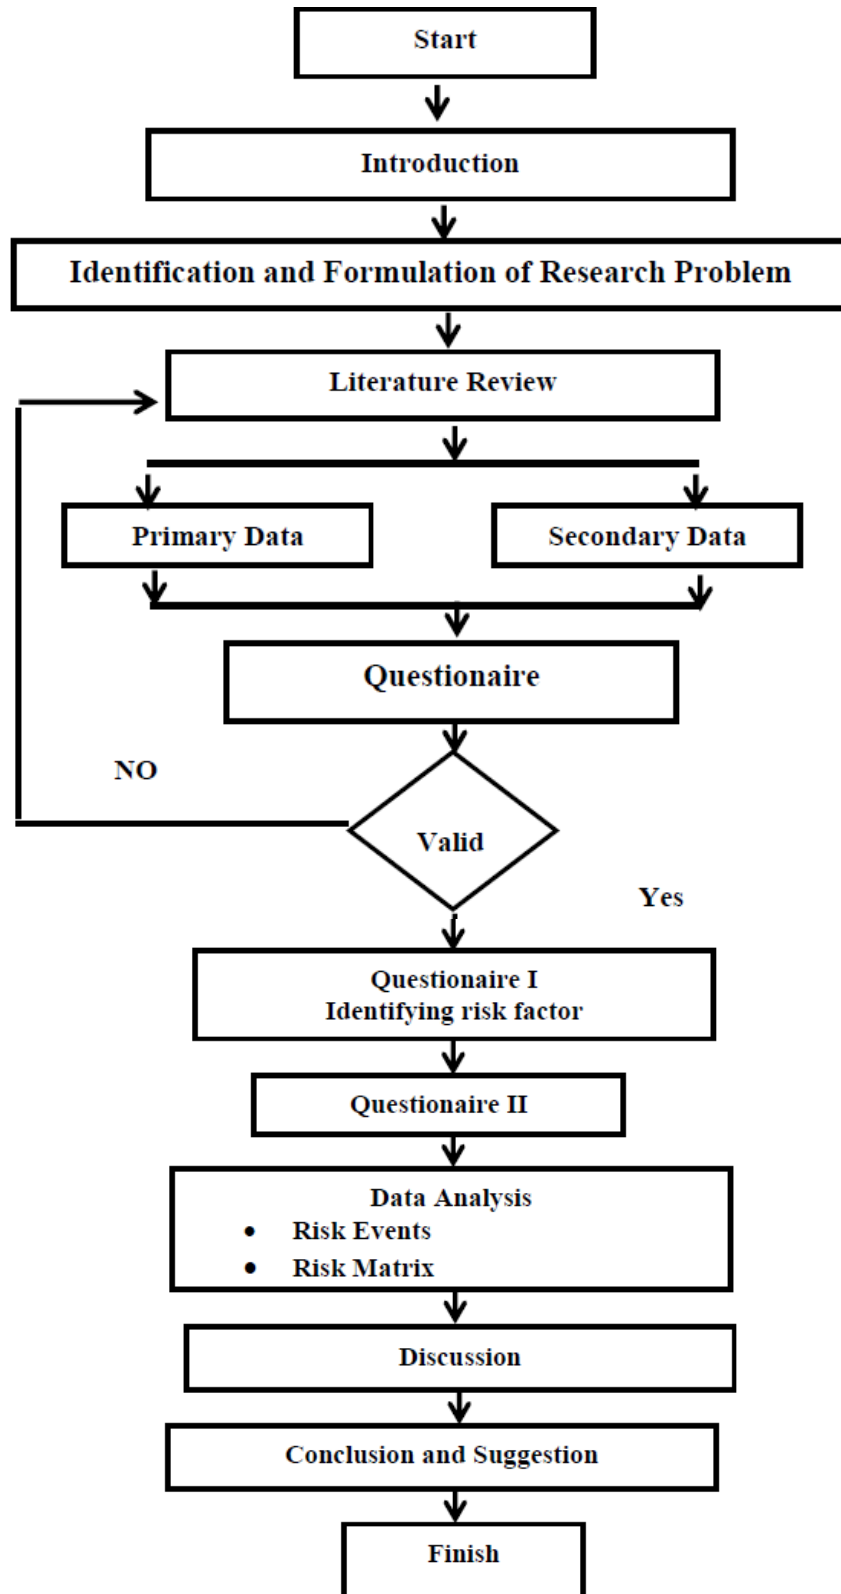 Start
Introduction
Identification and Formulation of Research Problem
Literature Review
Primary Data
Secondary Data
Questionaire
NO
Valid
Yes
Questionaire I
Identifying risk factor
Questionaire II
Data Analysis
• Risk Events
• Risk Matrix
Discussion
Conclusion and Suggestion
Finish